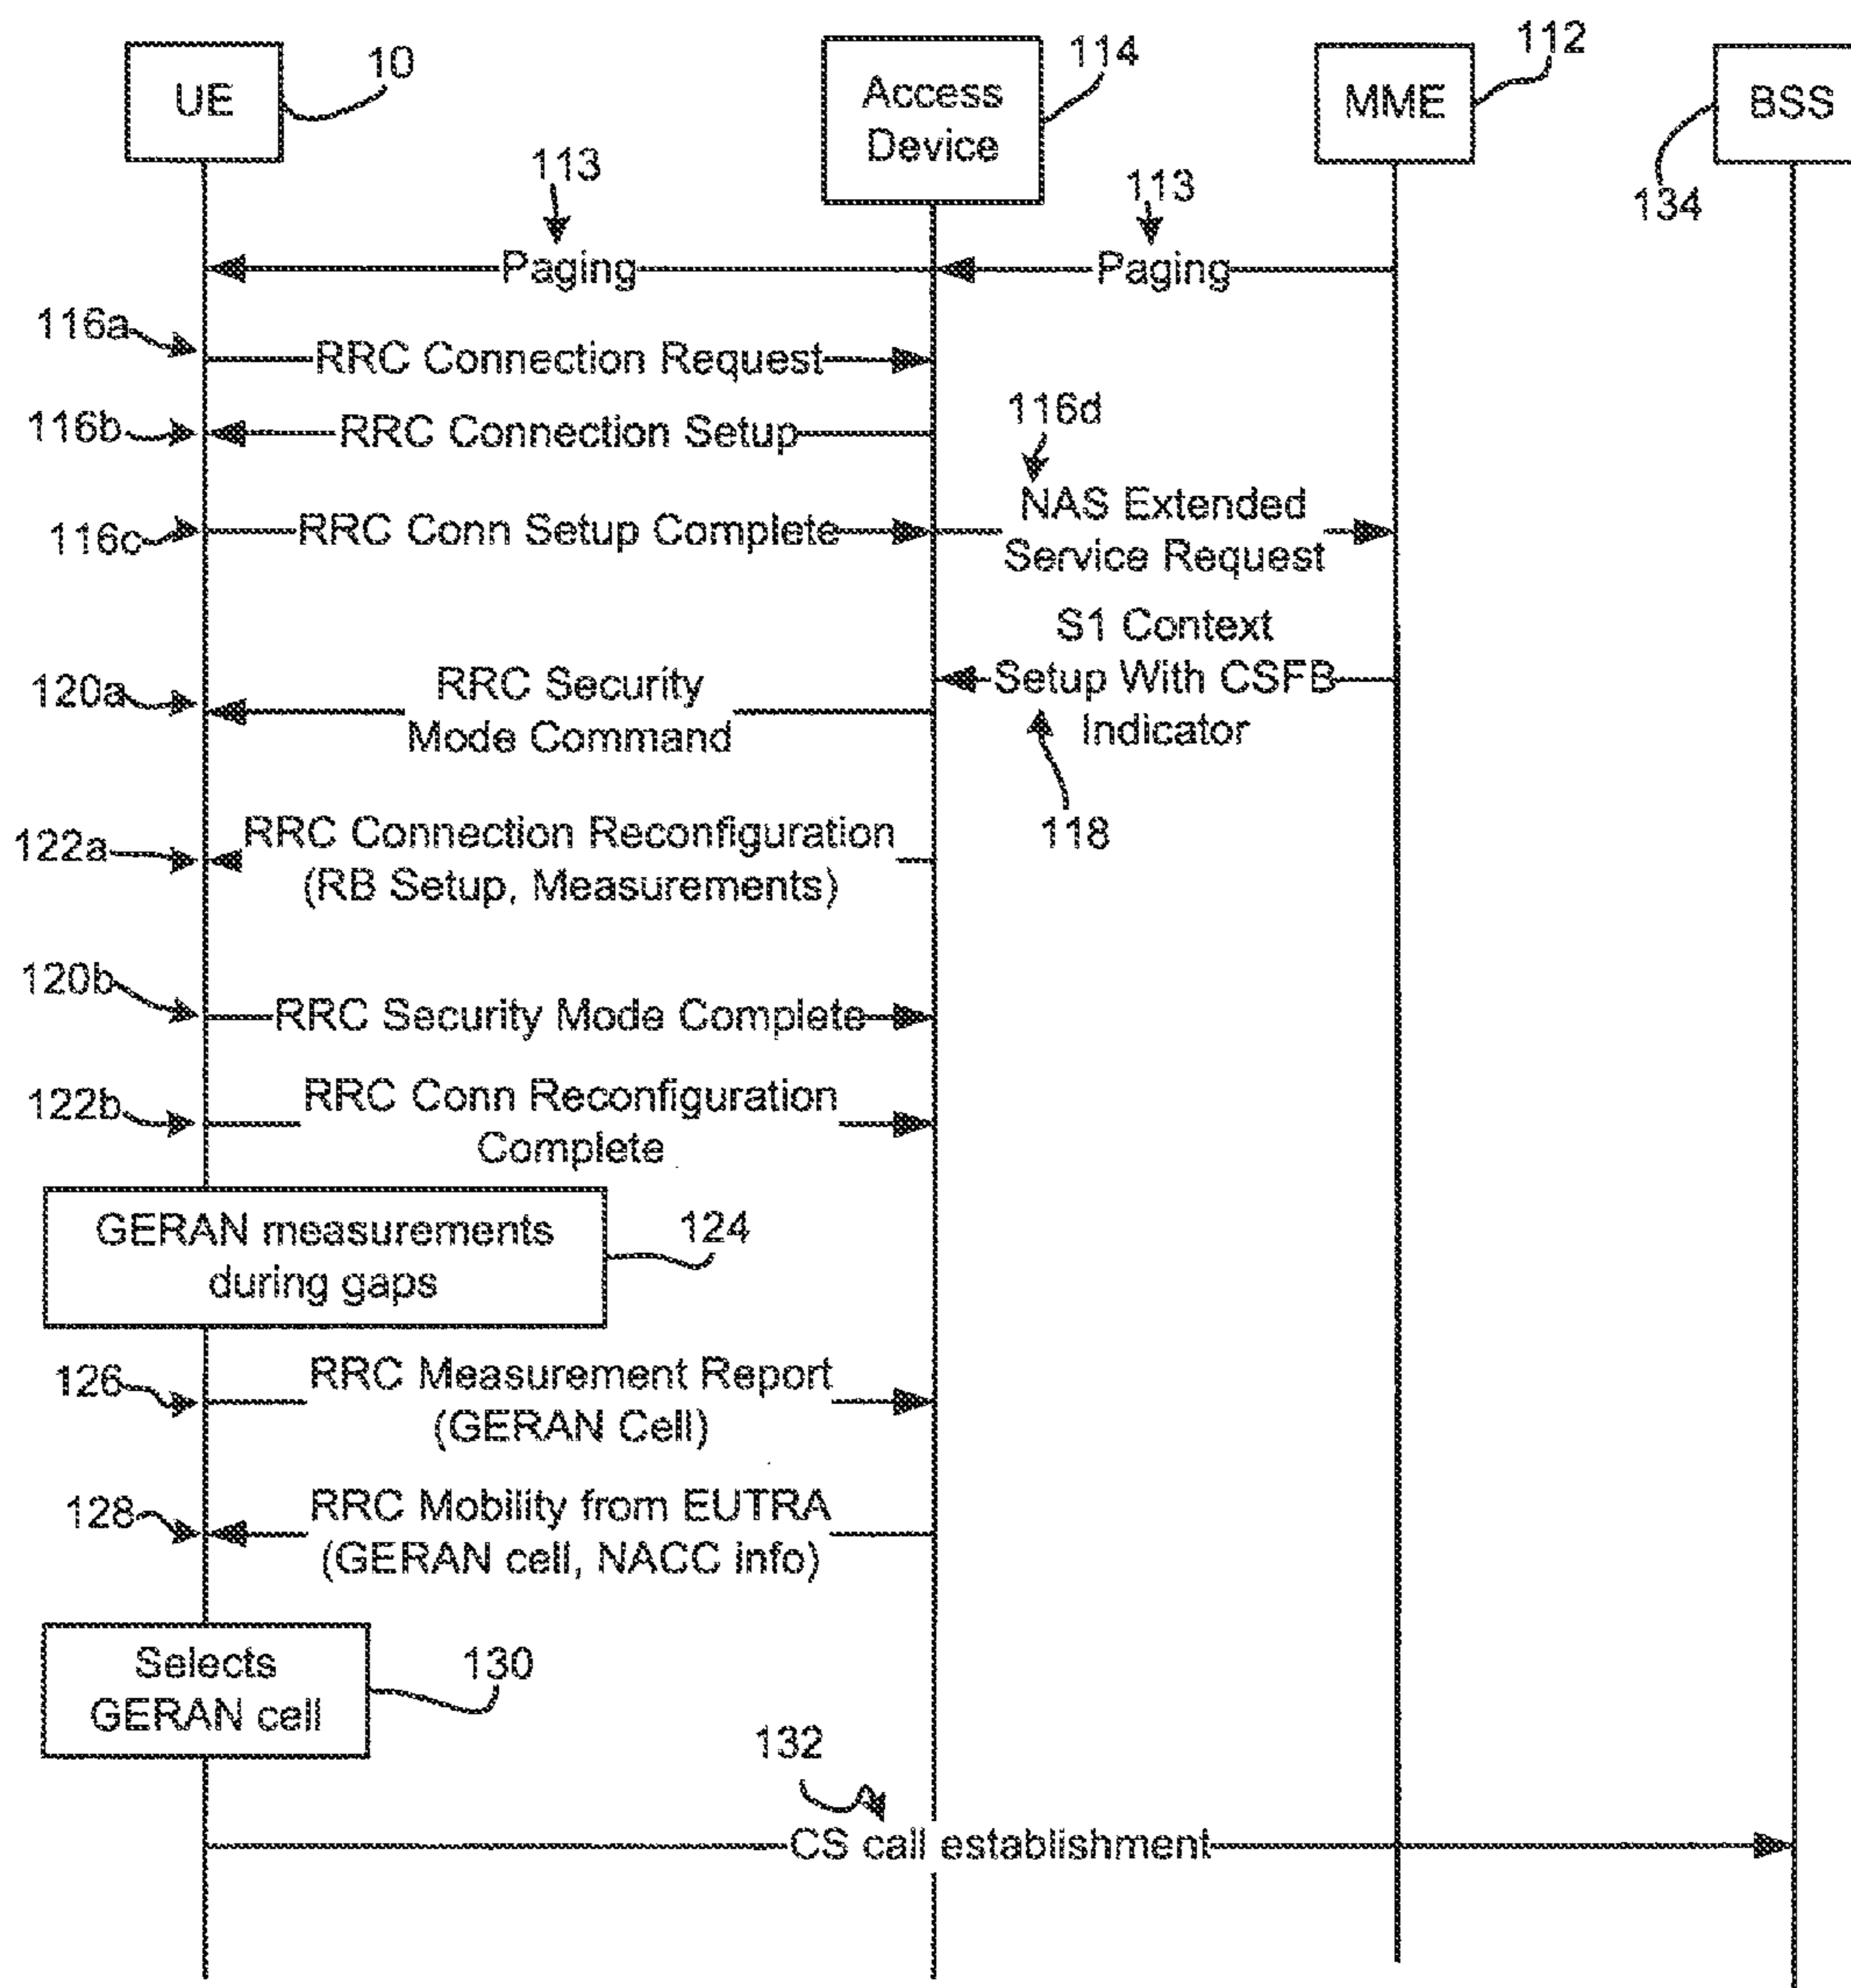 UE
10
Access
Device
114
MME
112
BSS
134
113
113
Paging
Paging
116a
RRC Connection Request
116b
RRC Connection Setup
116d
116c
RRC Conn Setup Complete
NAS Extended
Service Request
S1 Context
Setup With CSFB
Indicator
118
120a
RRC Security
Mode Command
122a
RRC Connection Reconfiguration
(RB Setup, Measurements)
120b
RRC Security Mode Complete
122b
RRC Conn Reconfiguration
Complete
GERAN measurements
during gaps
124
126
RRC Measurement Report
(GERAN Cell)
128
RRC Mobility from EUTRA
(GERAN cell, NACC info)
Selects
GERAN cell
130
132
CS call establishment